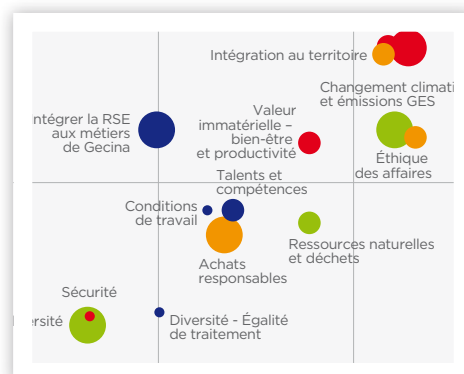 Intégration au territoire
Changement climati
et émissions GES
ntégrer la RSE
aux métiers
de Gecina
Valeur
immatérielle –
bien-être
et productivité
Éthique
des affaires
Talents et
compétences
Conditions
de travail
Ressources naturelles
et déchets
Achats
responsables
Sécurité
ersité
Diversité - Égalité
de traitement